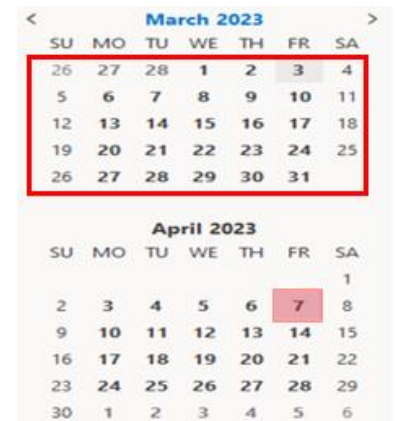 < March 2023 >
SU MO TU WE TH FR SA
26 27 28 1 2 3 4
5 6 7 8 9 10 11
12 13 14 15 16 17 18
19 20 21 22 23 24 25
26 27 28 29 30 31
April 2023
SU MO TU WE TH FR SA
1
2 3 4 5 6 7 8
9 10 11 12 13 14 15
16 17 18 19 20 21 22
23 24 25 26 27 28 29
30 1 2 3 4 5 6